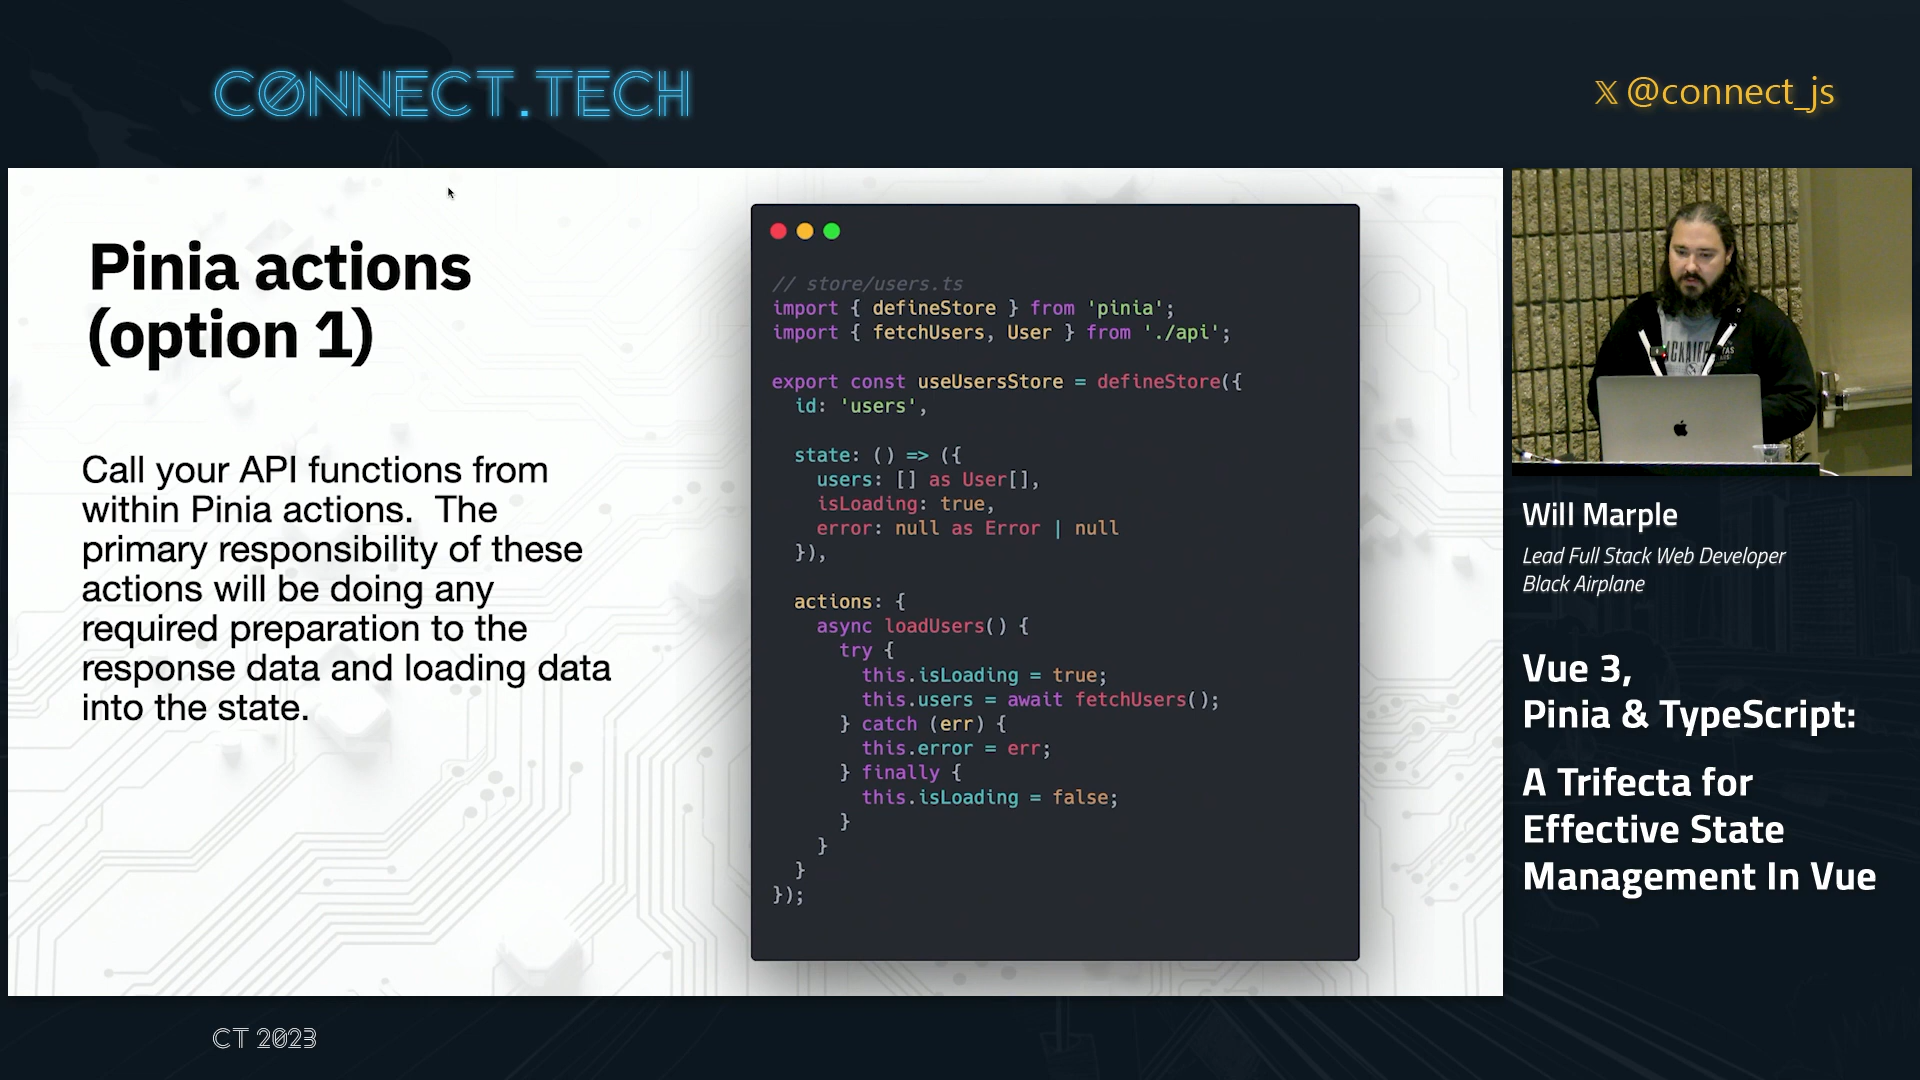 CONNECT.TECH
𝕏 @connect_js
Pinia actions
(option 1)
Call your API functions from
within Pinia actions.  The
primary responsibility of these
actions will be doing any
required preparation to the
response data and loading data
into the state.
// store/users.ts
import { defineStore } from 'pinia';
import { fetchUsers, User } from './api';
export const useUsersStore = defineStore({
  id: 'users',
  state: () => ({
    users: [] as User[],
    isLoading: true,
    error: null as Error | null
  }),
  actions: {
    async loadUsers() {
      try {
        this.isLoading = true;
        this.users = await fetchUsers();
      } catch (err) {
        this.error = err;
      } finally {
        this.isLoading = false;
      }
    }
  }
});
Will Marple
Lead Full Stack Web Developer
Black Airplane
Vue 3,
Pinia & TypeScript:
A Trifecta for
Effective State
Management In Vue
CT 2023